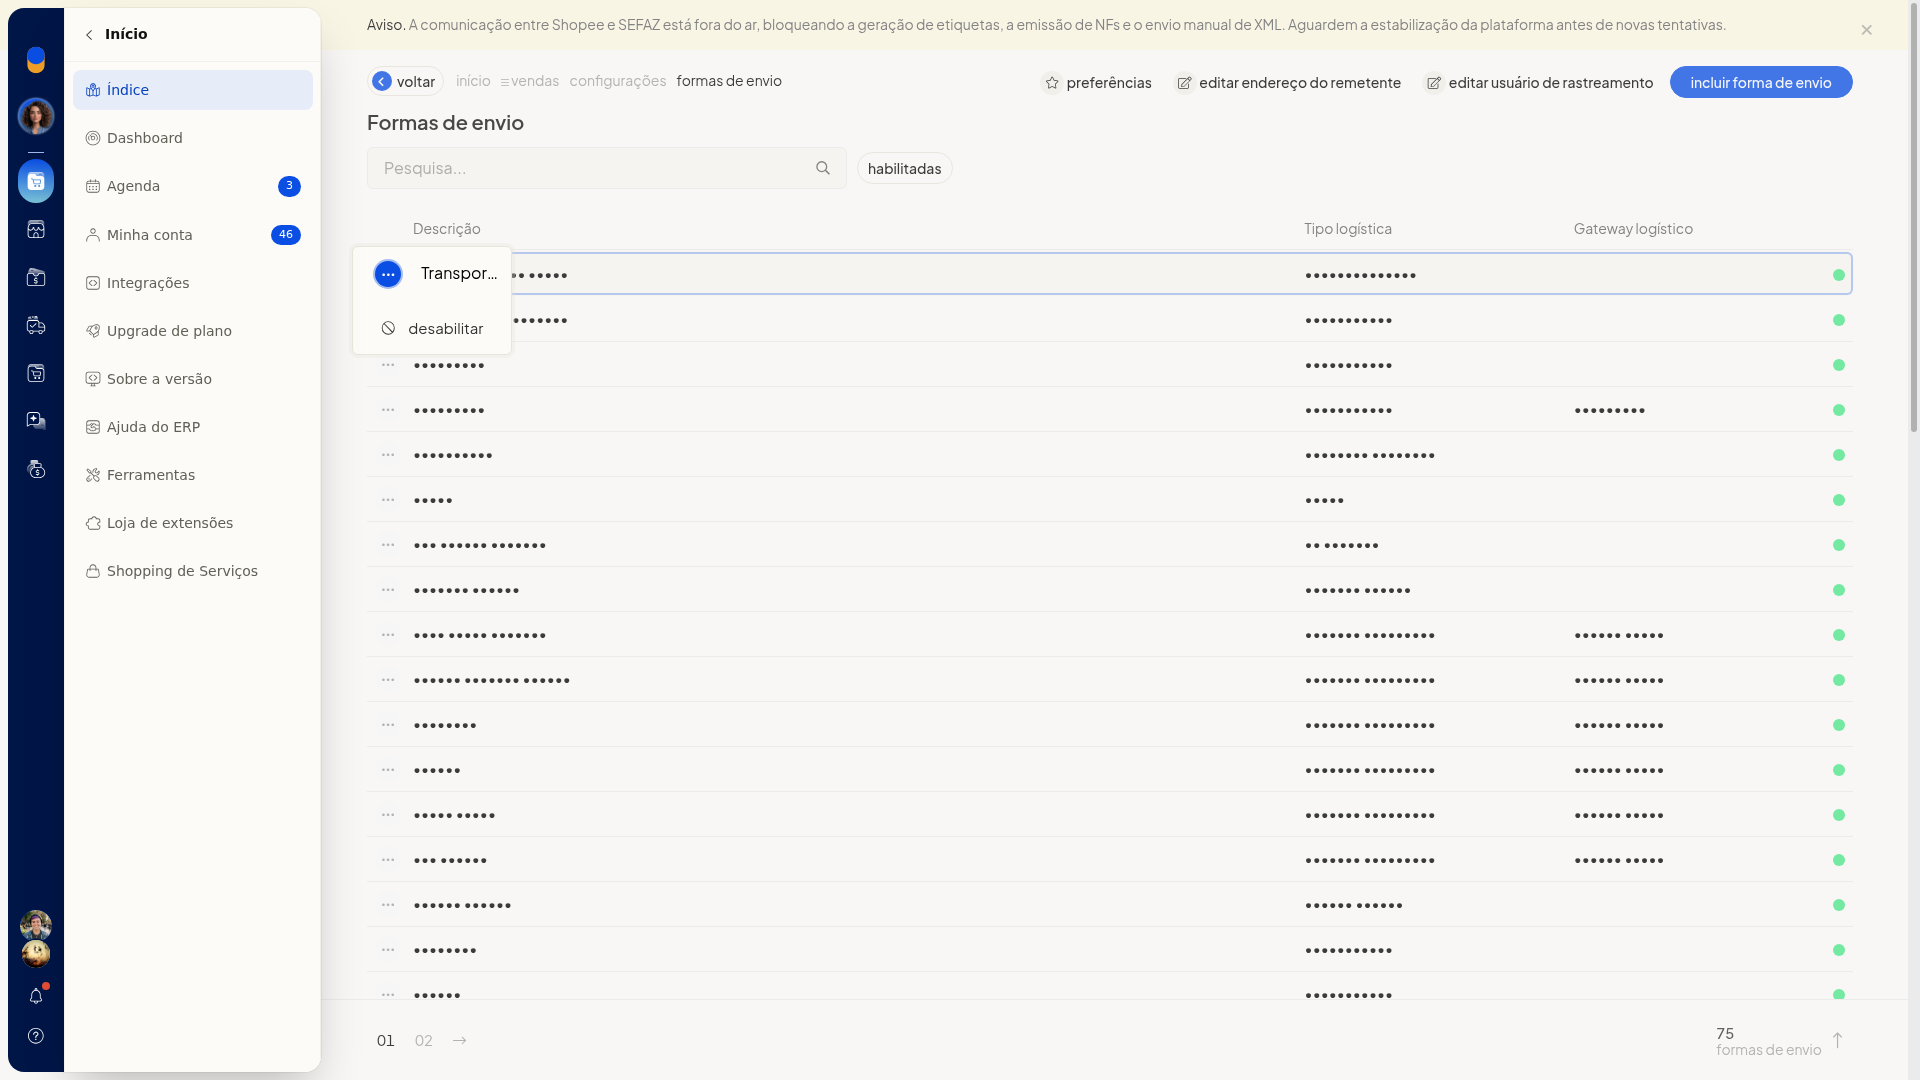 Aviso. A comunicação entre Shopee e SEFAZ está fora do ar, bloqueando a geração de etiquetas, a emissão de NFs e o envio manual de XML. Aguardem a estabilização da plataforma antes de novas tentativas.
Início
Índice
Dashboard
Agenda 3
Minha conta 46
Integrações
Upgrade de plano
Sobre a versão
Ajuda do ERP
Ferramentas
Loja de extensões
Shopping de Serviços
voltar início vendas configurações formas de envio
preferências editar endereço do remetente editar usuário de rastreamento incluir forma de envio
Formas de envio
Pesquisa... habilitadas
Descrição Tipo logística Gateway logístico
Transpor...
desabilitar
01 02
75
formas de envio